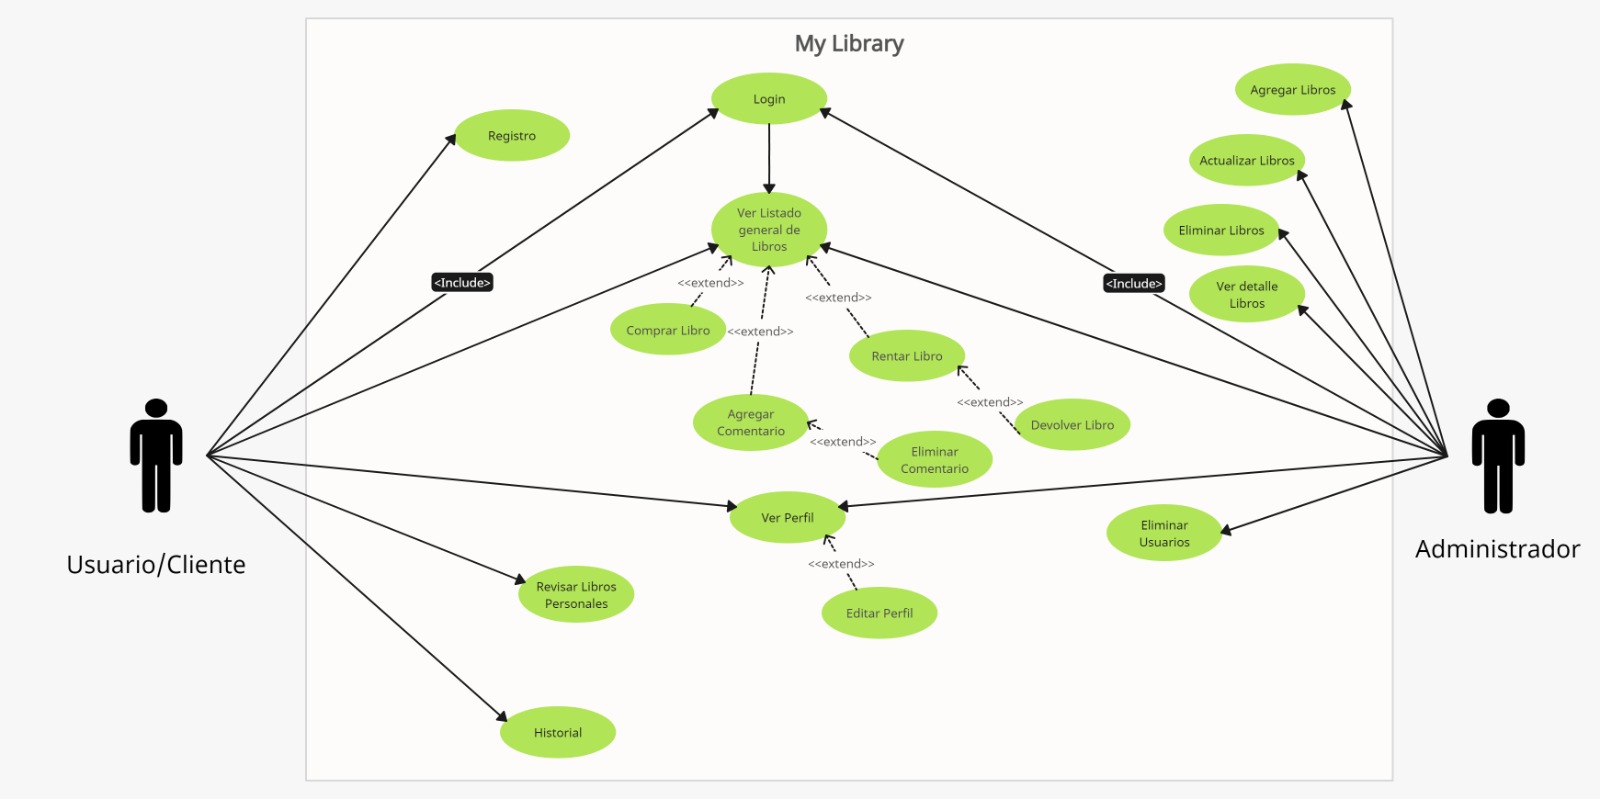 My Library
Login
Agregar Libros
Registro
Actualizar Libros
Ver Listado
general de
Libros
Eliminar Libros
<Include>
<<extend>>
<<extend>>
<Include>
Ver detalle
Libros
Comprar Libro
<<extend>>
Rentar Libro
<<extend>>
Agregar
Comentario
Devolver Libro
<<extend>>
Eliminar
Comentario
Ver Perfil
Eliminar
Usuarios
Usuario/Cliente
Administrador
<<extend>>
Revisar Libros
Personales
Editar Perfil
Historial